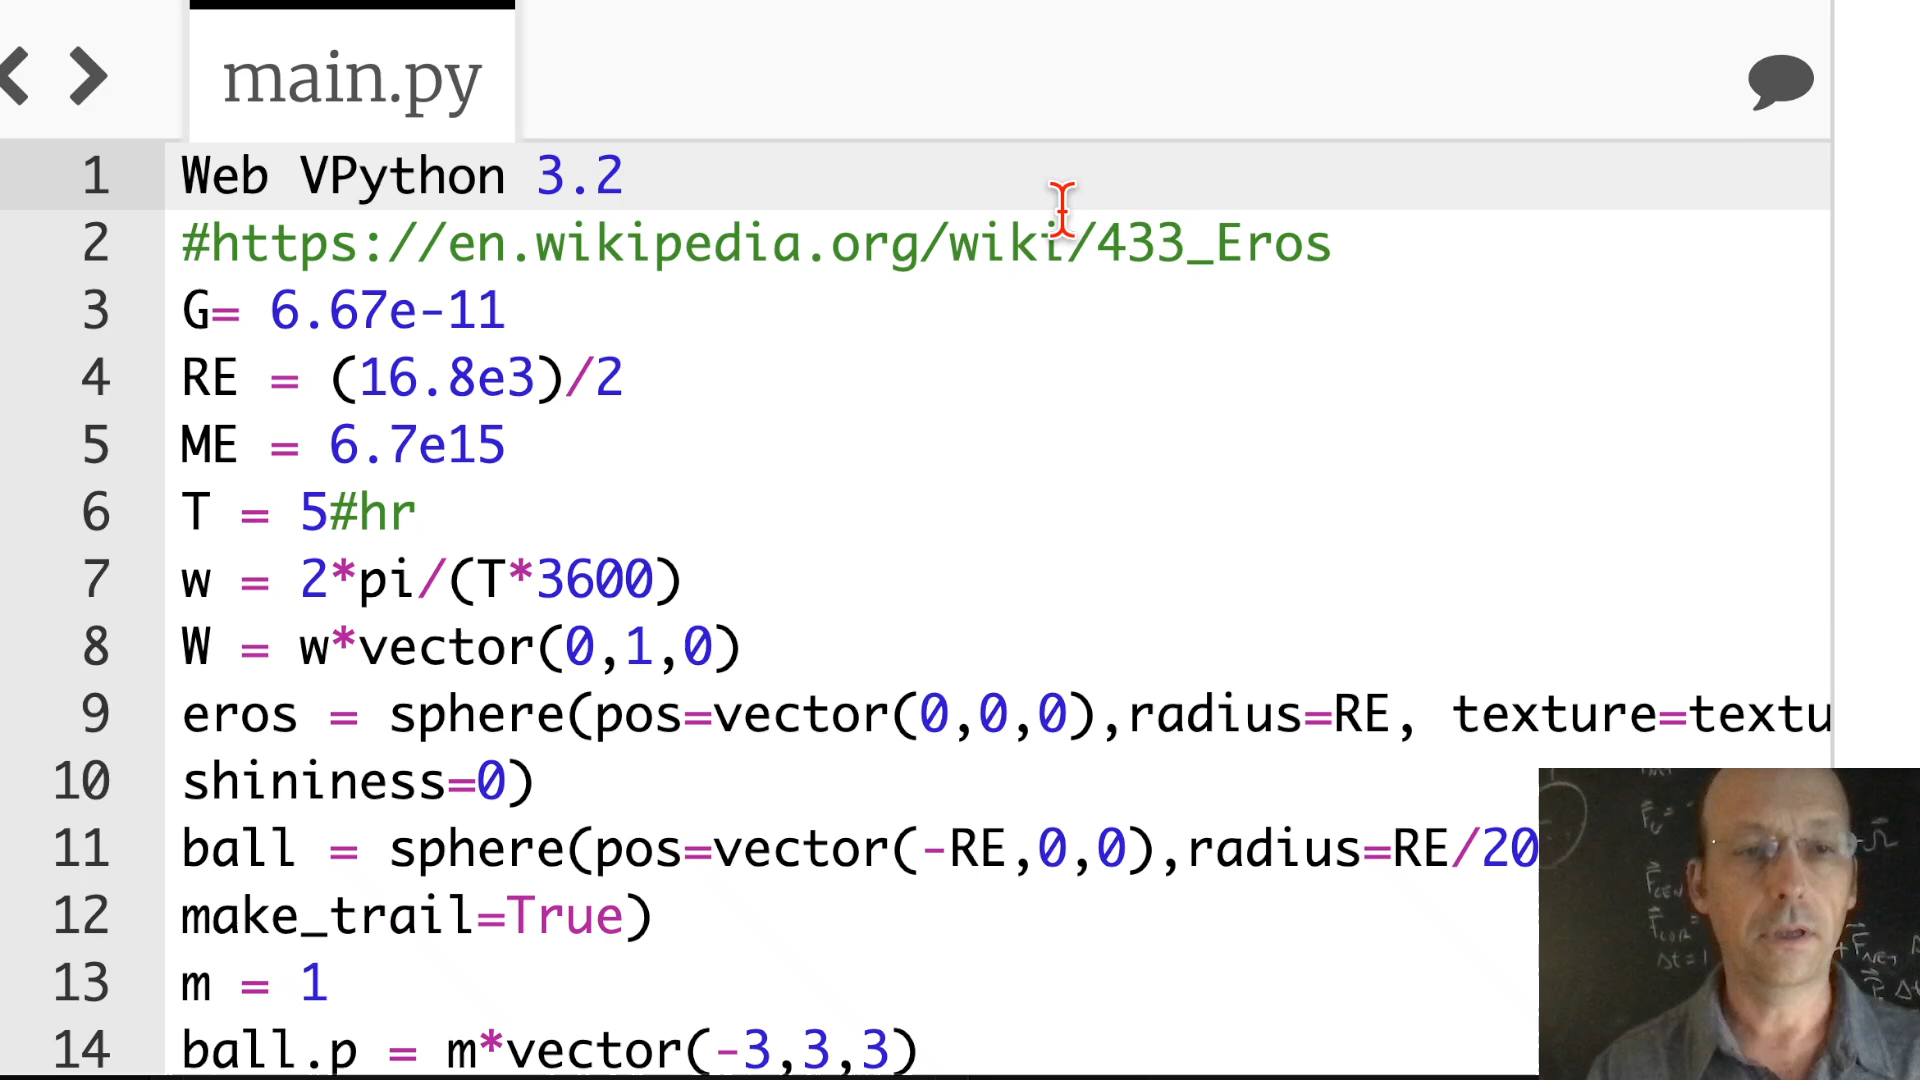 main.py
1 Web VPython 3.2
2 #https://en.wikipedia.org/wiki/433_Eros
3 G= 6.67e-11
4 RE = (16.8e3)/2
5 ME = 6.7e15
6 T = 5#hr
7 w = 2*pi/(T*3600)
8 W = w*vector(0,1,0)
9 eros = sphere(pos=vector(0,0,0),radius=RE, texture=textu
10 shininess=0)
11 ball = sphere(pos=vector(-RE,0,0),radius=RE/20
12 make_trail=True)
13 m = 1
14 ball.p = m*vector(-3,3,3)